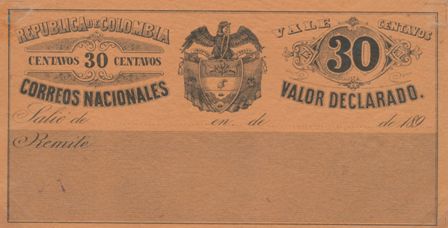 REPUBLICA DE COLOMBIA
CENTAVOS 30 CENTAVOS
CORREOS NACIONALES
VALE 30 CENTAVOS
VALOR DECLARADO.
Salió de en de de 189
Remite